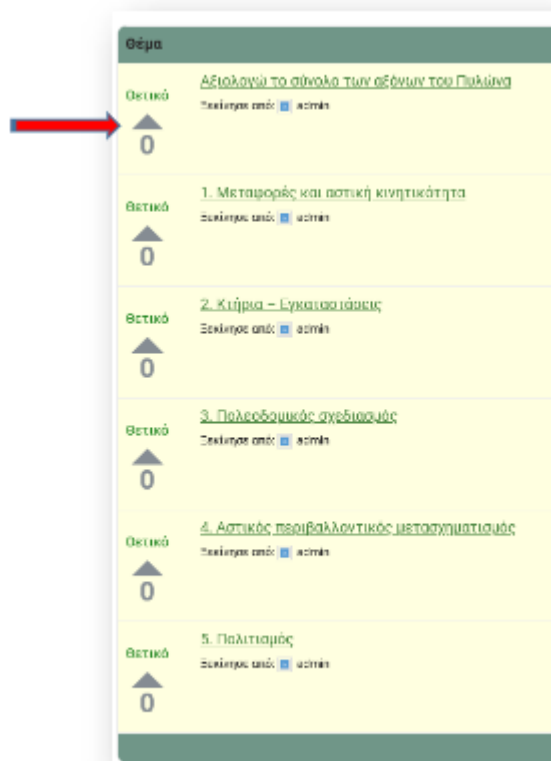 Θέμα
Αξιολογώ το σύνολο των αξόνων του Πυλώνα
Θετικό
Ξεκίνησε από: admin
0
1. Μεταφορές και αστική κινητικότητα
Θετικό
Ξεκίνησε από: admin
0
2. Κτήρια – Εγκαταστάσεις
Θετικό
Ξεκίνησε από: admin
0
3. Πολεοδομικός σχεδιασμός
Θετικό
Ξεκίνησε από: admin
0
4. Αστικός περιβαλλοντικός μετασχηματισμός
Θετικό
Ξεκίνησε από: admin
0
5. Πολιτισμός
Θετικό
Ξεκίνησε από: admin
0